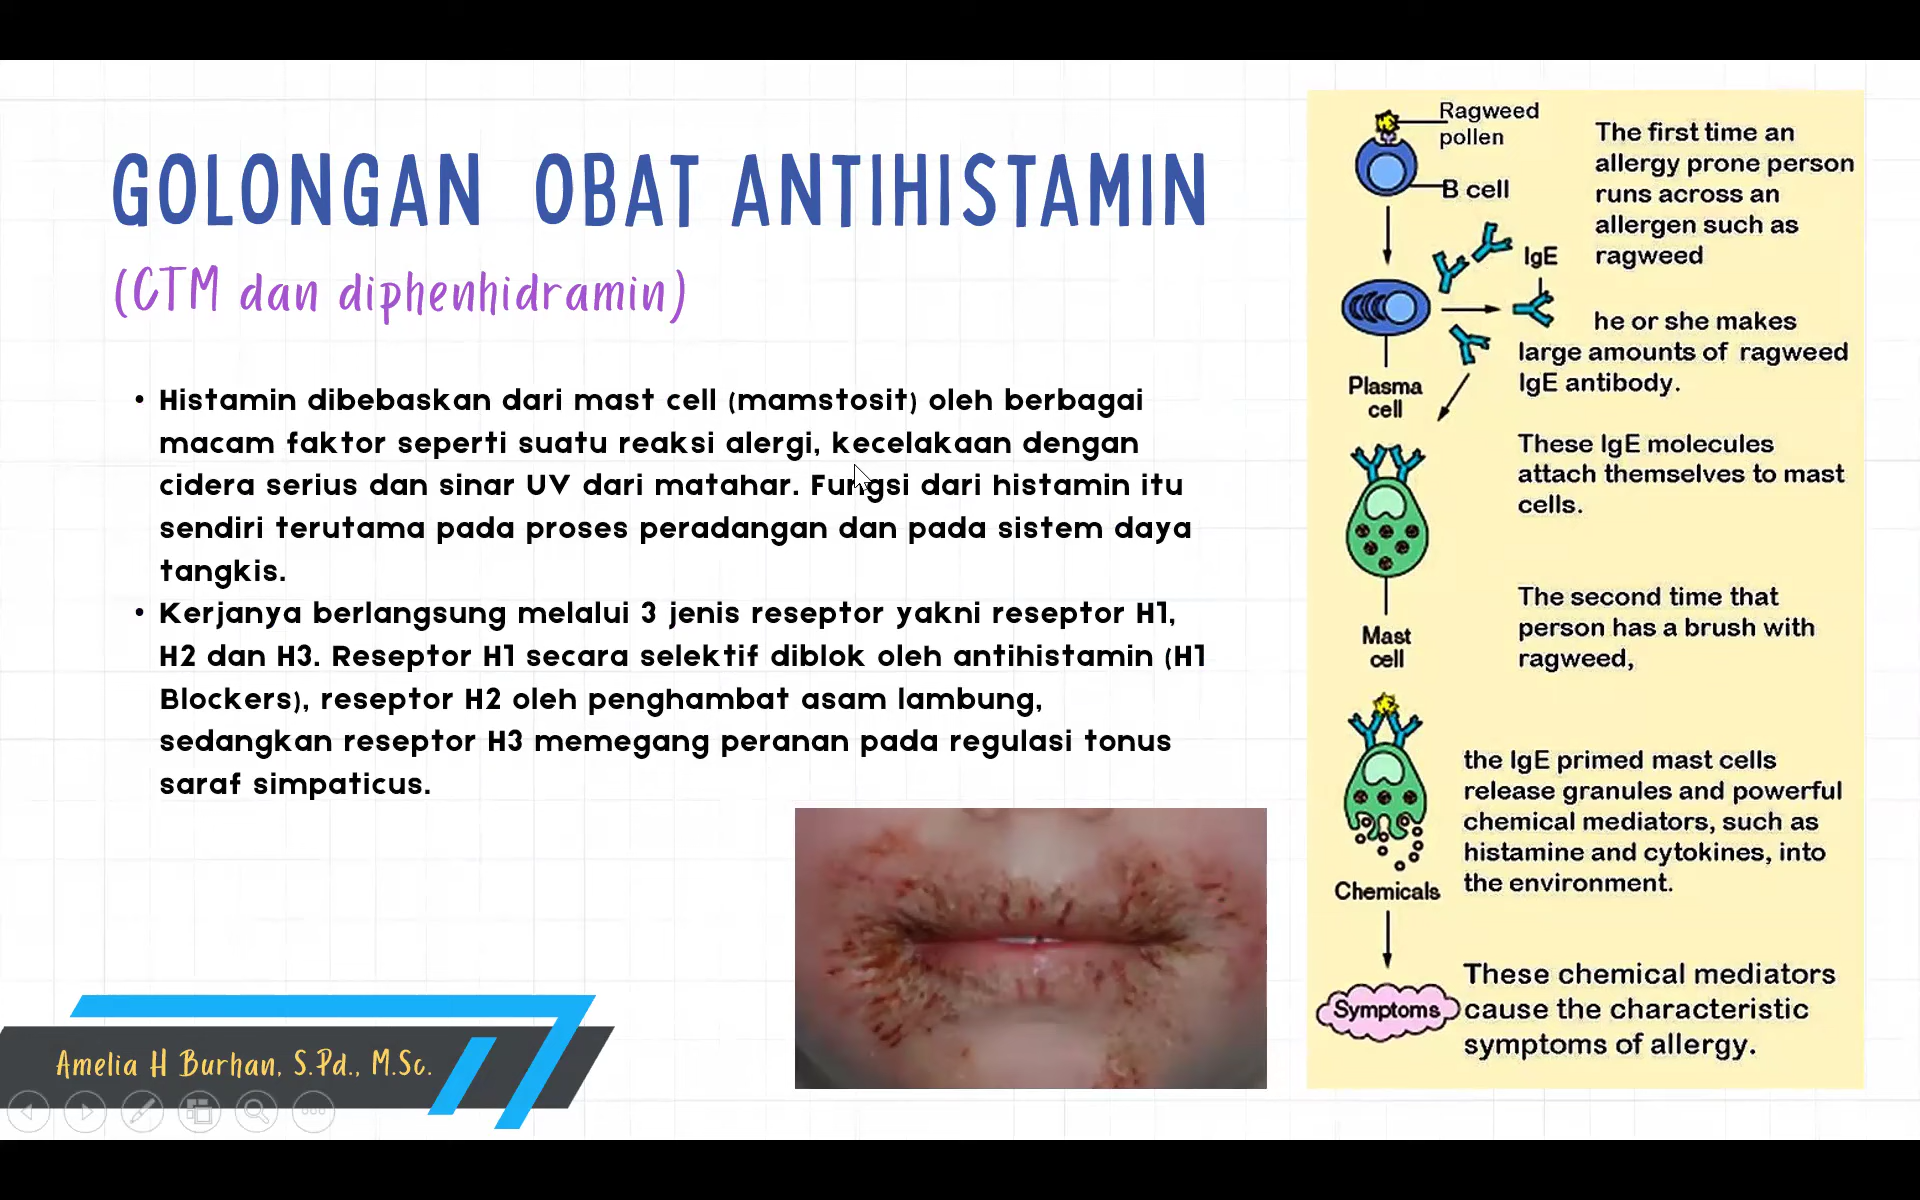 GOLONGAN OBAT ANTIHISTAMIN
(CTM dan diphenhidramin)
• Histamin dibebaskan dari mast cell (mamstosit) oleh berbagai
macam faktor seperti suatu reaksi alergi, kecelakaan dengan
cidera serius dan sinar UV dari matahar. Fungsi dari histamin itu
sendiri terutama pada proses peradangan dan pada sistem daya
tangkis.
• Kerjanya berlangsung melalui 3 jenis reseptor yakni reseptor H1,
H2 dan H3. Reseptor H1 secara selektif diblok oleh antihistamin (H1
Blockers), reseptor H2 oleh penghambat asam lambung,
sedangkan reseptor H3 memegang peranan pada regulasi tonus
saraf simpaticus.
Amelia H Burhan, S.Pd., M.Sc.
Ragweed
pollen
B cell
The first time an
allergy prone person
runs across an
allergen such as
ragweed
IgE
he or she makes
large amounts of ragweed
IgE antibody.
Plasma
cell
These IgE molecules
attach themselves to mast
cells.
Mast
cell
The second time that
person has a brush with
ragweed,
the IgE primed mast cells
release granules and powerful
chemical mediators, such as
histamine and cytokines, into
the environment.
Chemicals
Symptoms
These chemical mediators
cause the characteristic
symptoms of allergy.